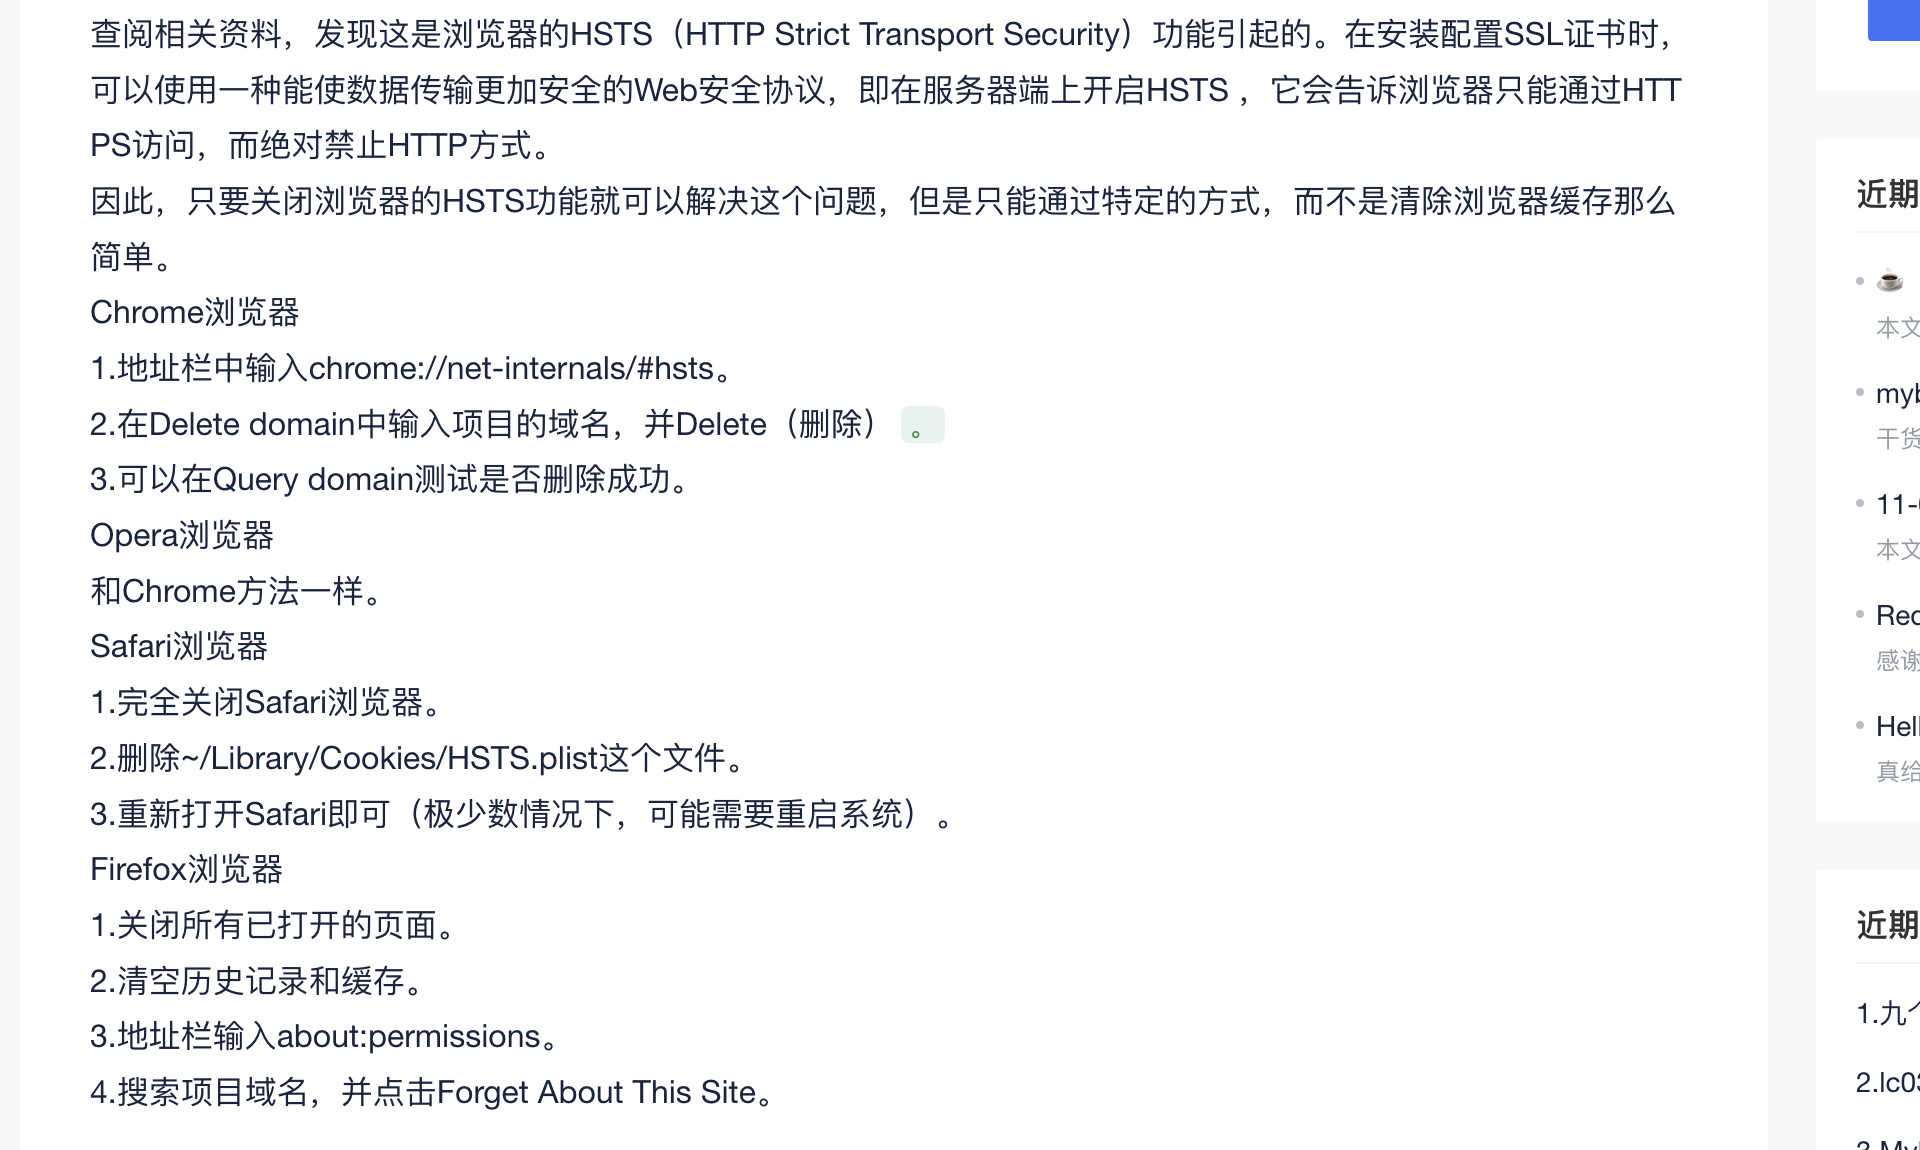 查阅相关资料，发现这是浏览器的HSTS（HTTP Strict Transport Security）功能引起的。在安装配置SSL证书时，
可以使用一种能使数据传输更加安全的Web安全协议，即在服务器端上开启HSTS ，它会告诉浏览器只能通过HTT
PS访问，而绝对禁止HTTP方式。
因此，只要关闭浏览器的HSTS功能就可以解决这个问题，但是只能通过特定的方式，而不是清除浏览器缓存那么
简单。
Chrome浏览器
1.地址栏中输入chrome://net-internals/#hsts。
2.在Delete domain中输入项目的域名，并Delete（删除） 。
3.可以在Query domain测试是否删除成功。
Opera浏览器
和Chrome方法一样。
Safari浏览器
1.完全关闭Safari浏览器。
2.删除~/Library/Cookies/HSTS.plist这个文件。
3.重新打开Safari即可（极少数情况下，可能需要重启系统）。
Firefox浏览器
1.关闭所有已打开的页面。
2.清空历史记录和缓存。
3.地址栏输入about:permissions。
4.搜索项目域名，并点击Forget About This Site。
近期
本文
myb
干货
11-
本文
Rec
感谢
Hell
真给
近期
1.九个
2.lc03